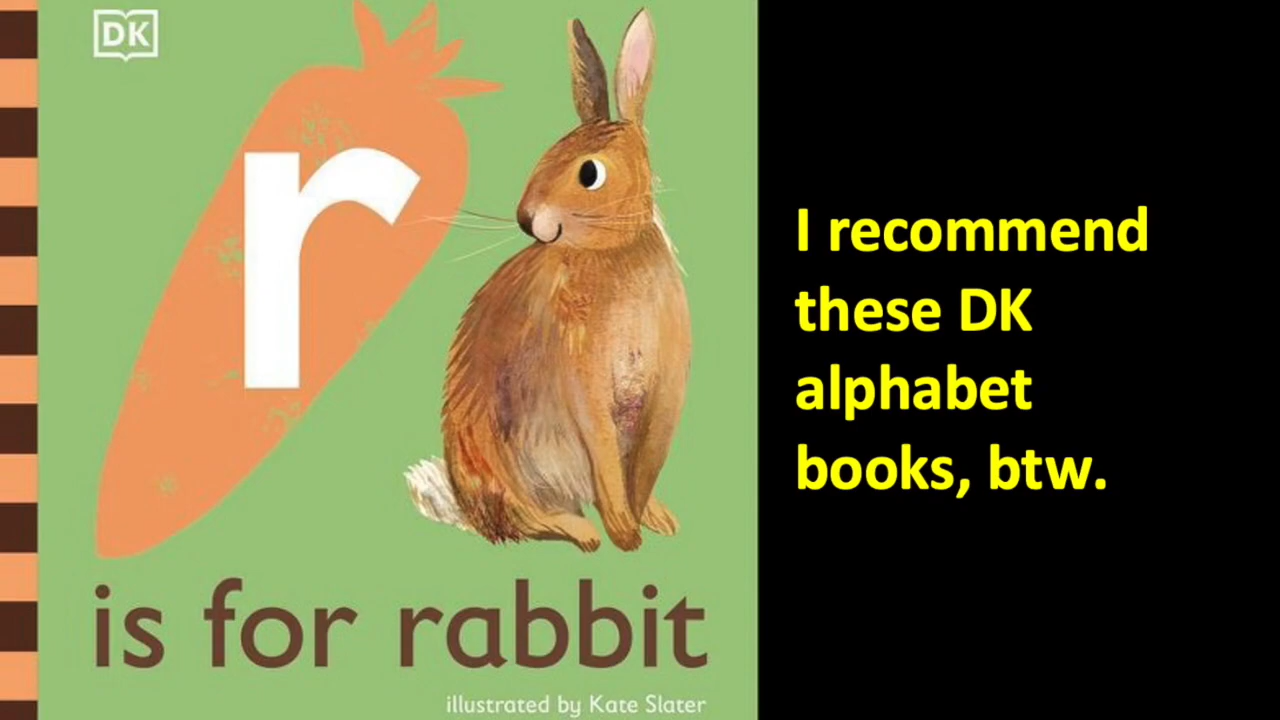 DK
r
is for rabbit
illustrated by Kate Slater
I recommend
these DK
alphabet
books, btw.